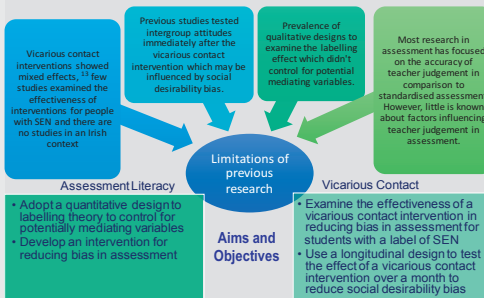 Vicarious contact
interventions showed
mixed effects, 13 few
studies examined the
effectiveness of
interventions for people
with SEN and there are
no studies in an Irish
context
Previous studies tested
intergroup attitudes
immediately after the
vicarious contact
intervention which may be
influenced by social
desirability bias.
Prevalence of
qualitative designs to
examine the labelling
effect which didn't
control for potential
mediating variables.
Most research in
assessment has focused
on the accuracy of
teacher judgement in
comparison to
standardised assessment.
However, little is known
about factors influencing
teacher judgement in
assessment.
Limitations of
previous
research
Assessment Literacy
• Adopt a quantitative design to
labelling theory to control for
potentially mediating variables
• Develop an intervention for
reducing bias in assessment
Aims and
Objectives
Vicarious Contact
• Examine the effectiveness of a
vicarious contact intervention in
reducing bias in assessment for
students with a label of SEN
• Use a longitudinal design to test
the effect of a vicarious contact
intervention over a month to
reduce social desirability bias